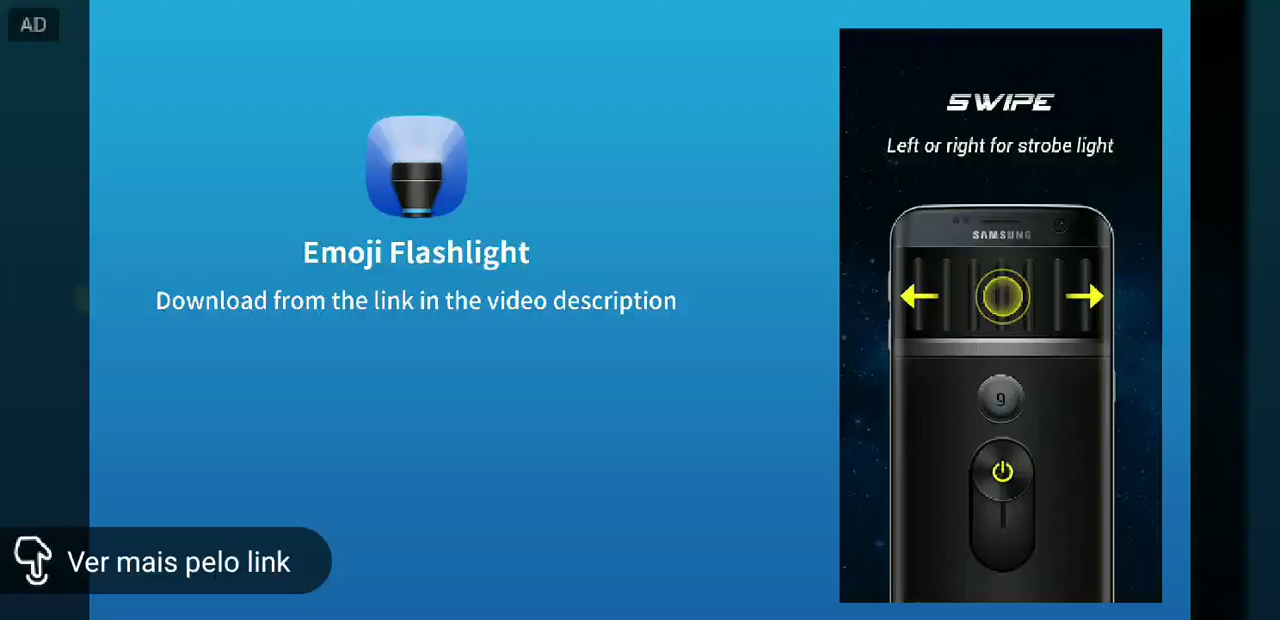 AD
Emoji Flashlight
Download from the link in the video description
SWIPE
Left or right for strobe light
SAMSUNG
9
Ver mais pelo link